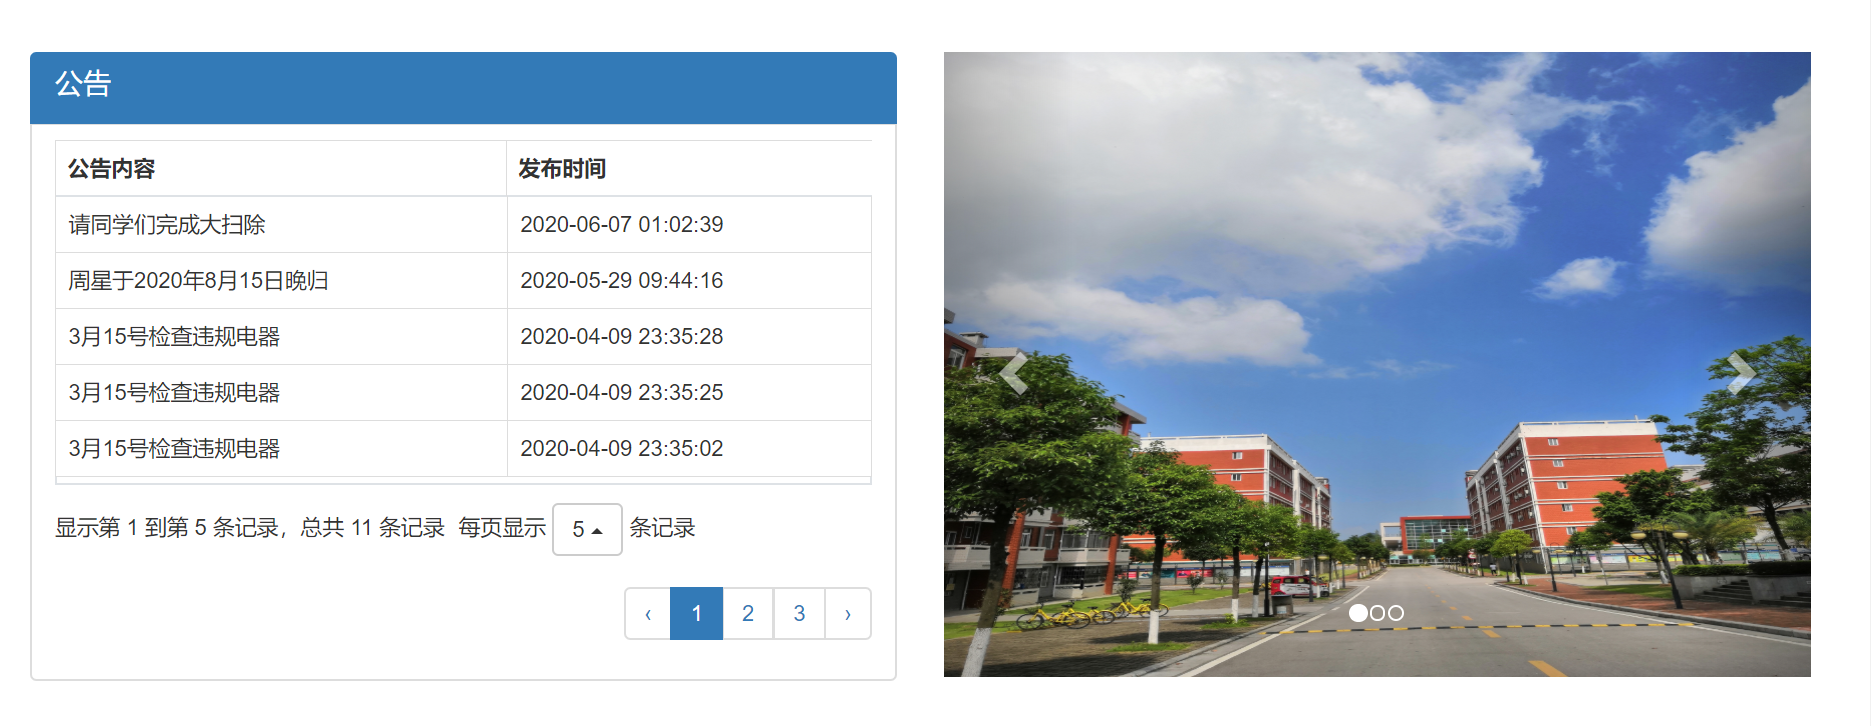 公告
公告内容 发布时间
请同学们完成大扫除 2020-06-07 01:02:39
周星于2020年8月15日晚归 2020-05-29 09:44:16
3月15号检查违规电器 2020-04-09 23:35:28
3月15号检查违规电器 2020-04-09 23:35:25
3月15号检查违规电器 2020-04-09 23:35:02
显示第 1 到第 5 条记录，总共 11 条记录 每页显示 5 条记录
‹ 1 2 3 ›